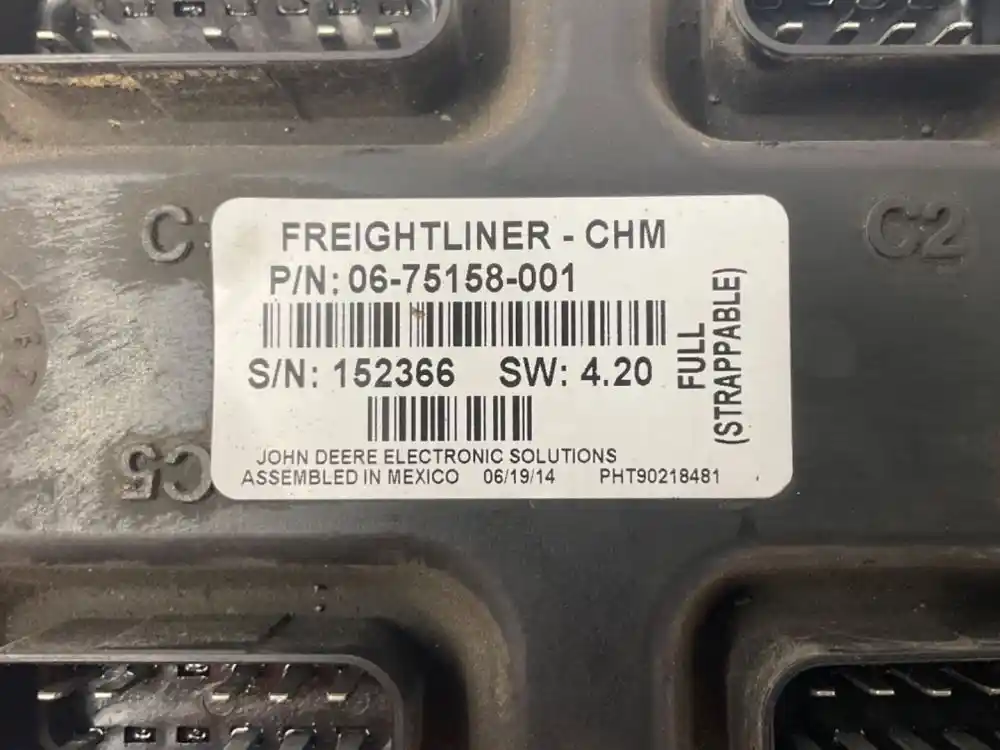 FREIGHTLINER - CHM
P/N: 06-75158-001
S/N: 152366 SW: 4.20
FULL
(STRAPPABLE)
JOHN DEERE ELECTRONIC SOLUTIONS
ASSEMBLED IN MEXICO 06/19/14 PHT90218481
C
C2
C5